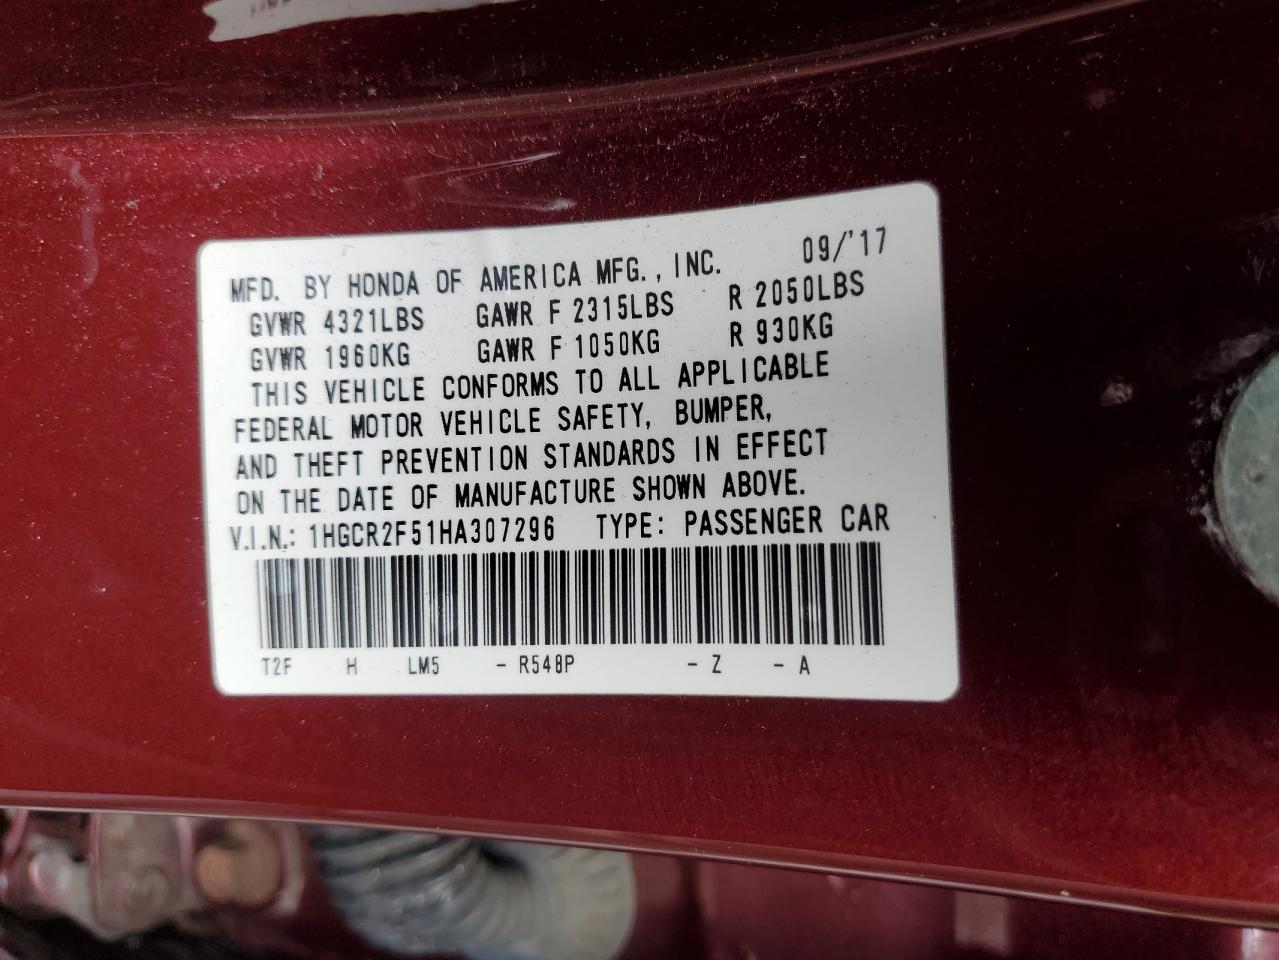 MFD. BY HONDA OF AMERICA MFG., INC. 09/'17
GVWR 4321LBS GAWR F 2315LBS R 2050LBS
GVWR 1960KG GAWR F 1050KG R 930KG
THIS VEHICLE CONFORMS TO ALL APPLICABLE
FEDERAL MOTOR VEHICLE SAFETY, BUMPER,
AND THEFT PREVENTION STANDARDS IN EFFECT
ON THE DATE OF MANUFACTURE SHOWN ABOVE.
V.I.N.: 1HGCR2F51HA307296 TYPE: PASSENGER CAR
T2F H LM5 - R548P - Z - A